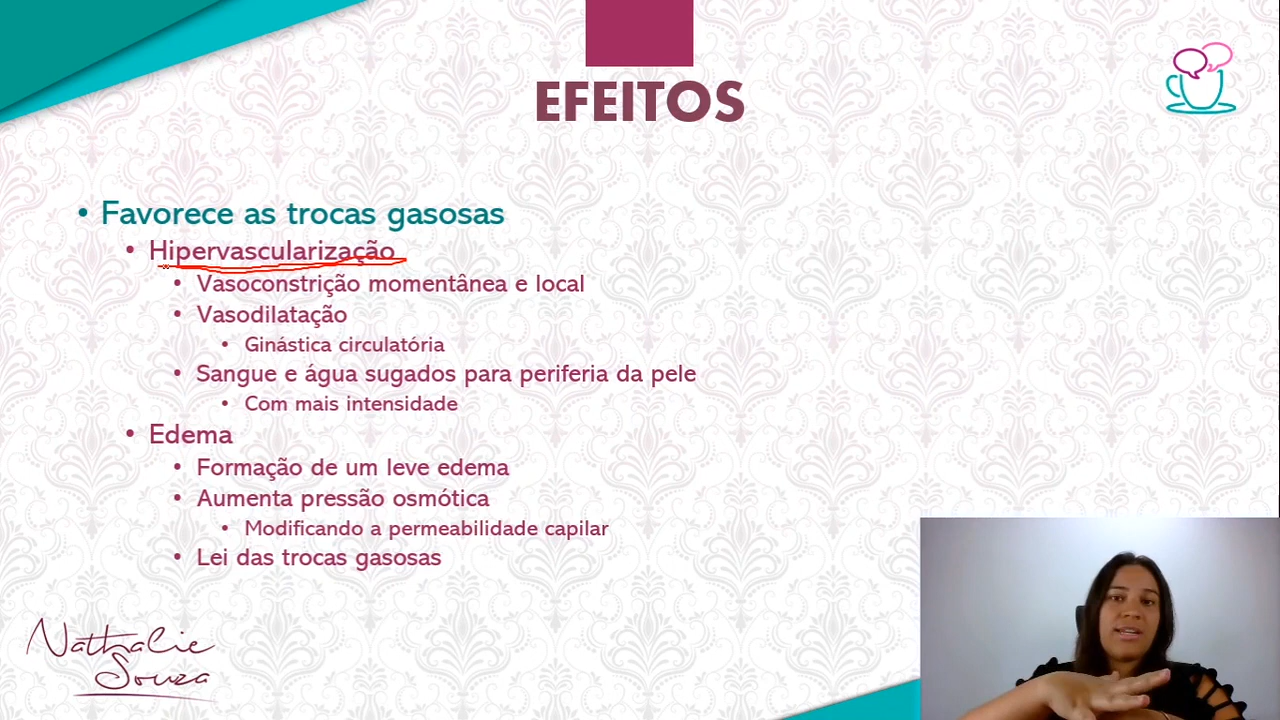 EFEITOS
• Favorece as trocas gasosas
• Hipervascularização
• Vasoconstrição momentânea e local
• Vasodilatação
• Ginástica circulatória
• Sangue e água sugados para periferia da pele
• Com mais intensidade
• Edema
• Formação de um leve edema
• Aumenta pressão osmótica
• Modificando a permeabilidade capilar
• Lei das trocas gasosas
Nathalie
Souza